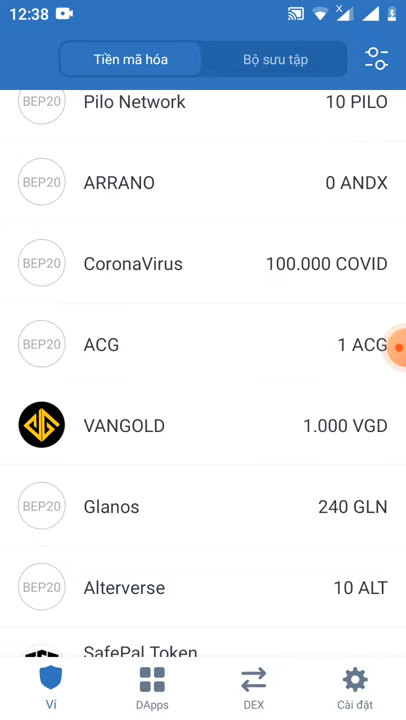 12:38
Tiền mã hóa
Bộ sưu tập
BEP20 Pilo Network 10 PILO
BEP20 ARRANO 0 ANDX
BEP20 CoronaVirus 100.000 COVID
BEP20 ACG 1 ACG
VANGOLD 1.000 VGD
BEP20 Glanos 240 GLN
BEP20 Alterverse 10 ALT
SafePal Token
Ví DApps DEX Cài đặt